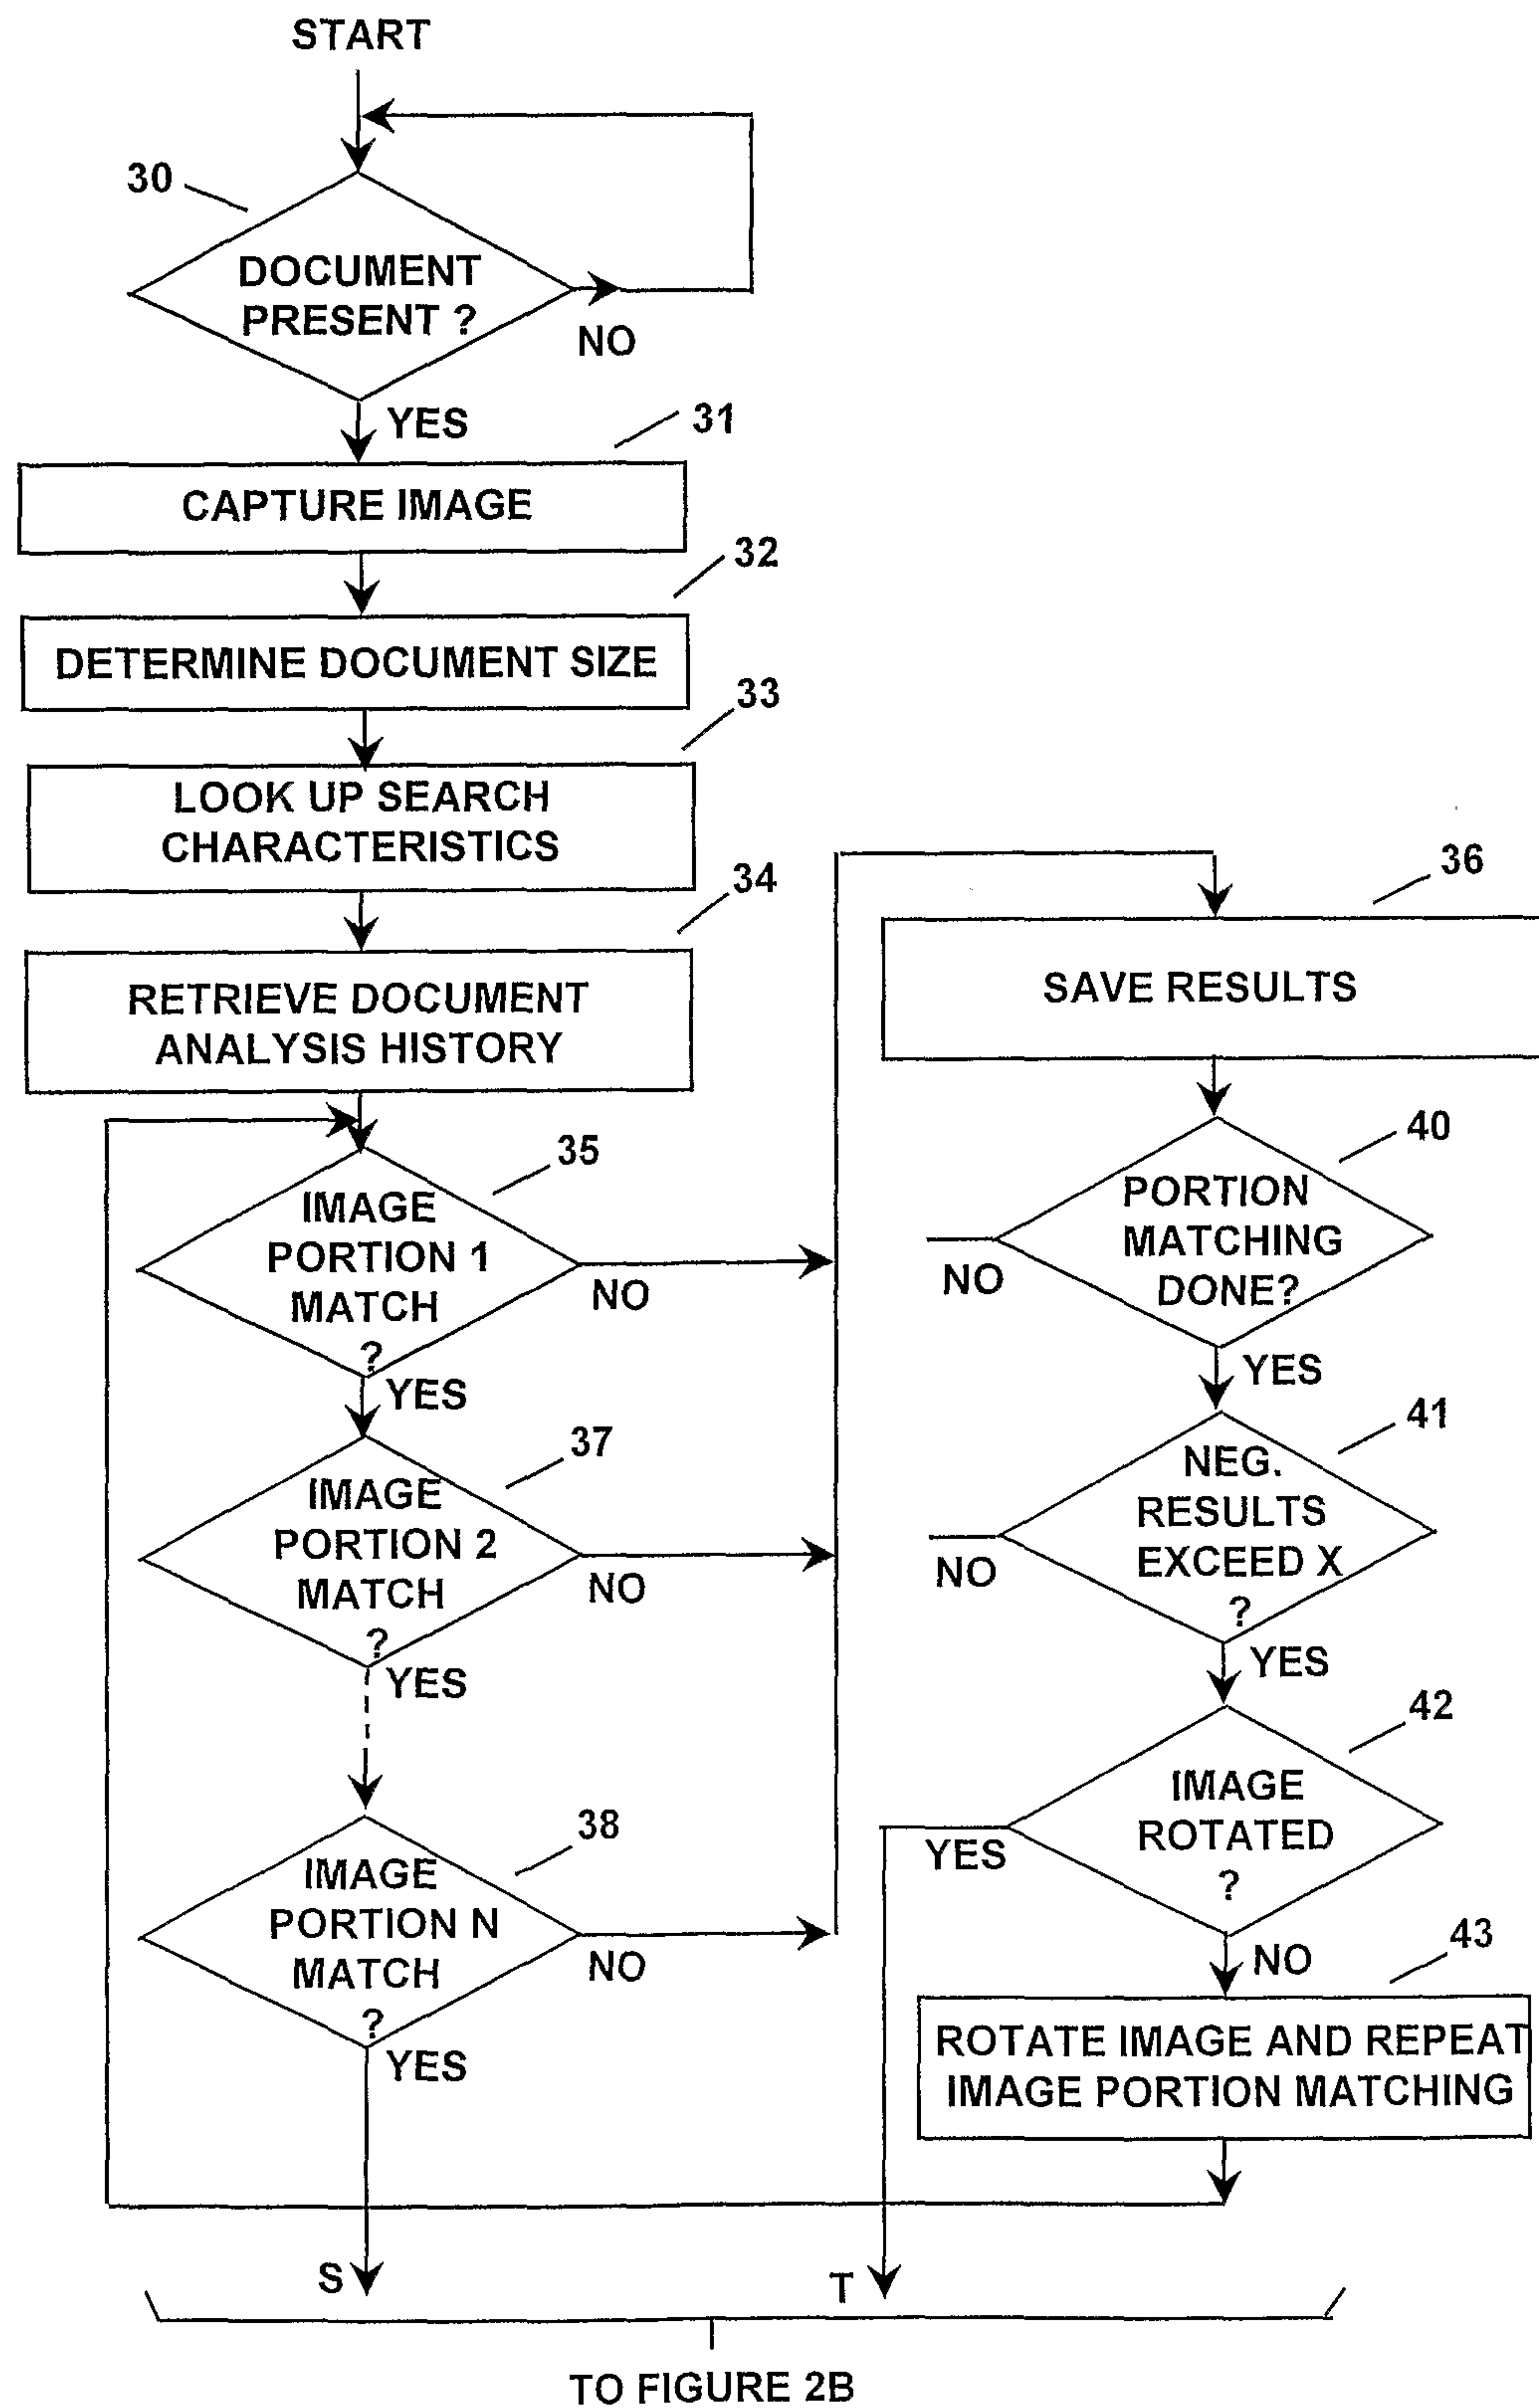 START
30
DOCUMENT
PRESENT ?
NO
YES
31
CAPTURE IMAGE
32
DETERMINE DOCUMENT SIZE
33
LOOK UP SEARCH
CHARACTERISTICS
34
RETRIEVE DOCUMENT
ANALYSIS HISTORY
35
IMAGE
PORTION 1
MATCH
?
NO
YES
37
IMAGE
PORTION 2
MATCH
?
NO
YES
38
IMAGE
PORTION N
MATCH
?
NO
YES
S
36
SAVE RESULTS
40
PORTION
MATCHING
DONE?
NO
YES
41
NEG.
RESULTS
EXCEED X
?
NO
YES
42
IMAGE
ROTATED
?
YES
NO
43
ROTATE IMAGE AND REPEAT
IMAGE PORTION MATCHING
T
TO FIGURE 2B